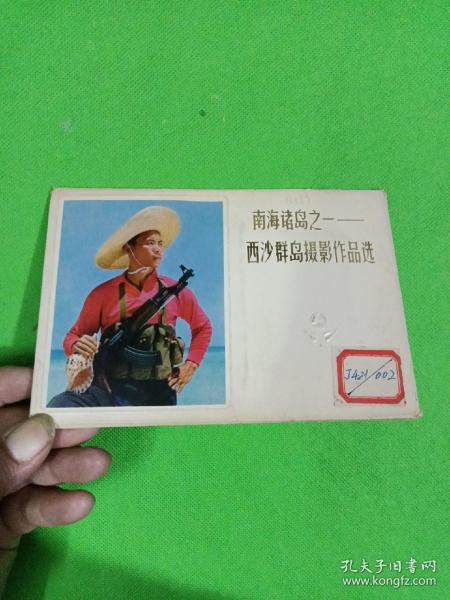 南海诸岛之一——
西沙群岛摄影作品选
J421/002
孔夫子旧书网
www.kongfz.com